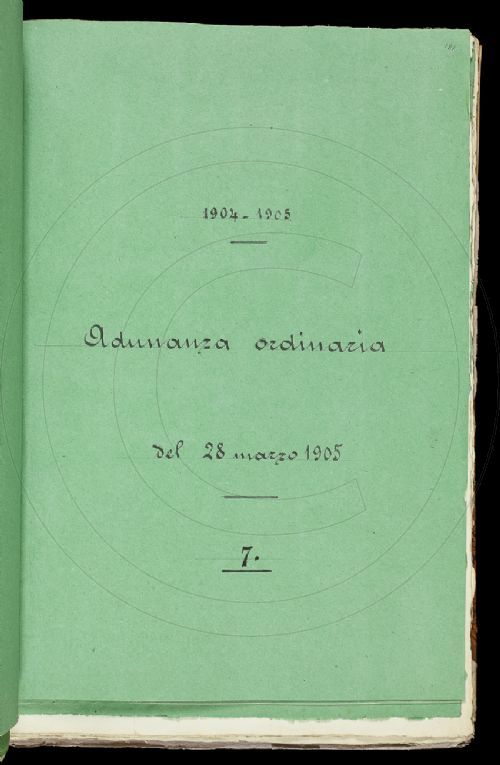 1904-1905
Adunanza ordinaria
del 28 marzo 1905
7.